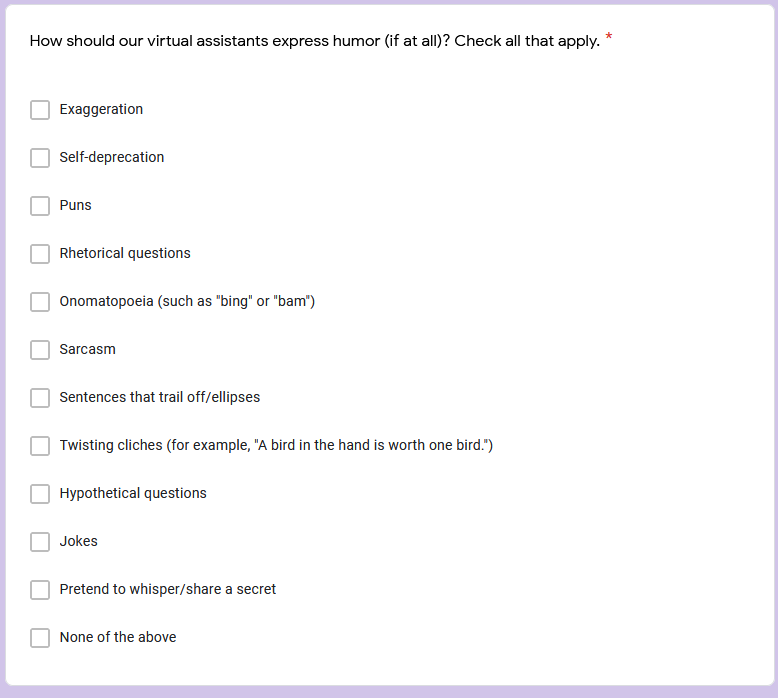 How should our virtual assistants express humor (if at all)? Check all that apply. *
Exaggeration
Self-deprecation
Puns
Rhetorical questions
Onomatopoeia (such as "bing" or "bam")
Sarcasm
Sentences that trail off/ellipses
Twisting cliches (for example, "A bird in the hand is worth one bird.")
Hypothetical questions
Jokes
Pretend to whisper/share a secret
None of the above